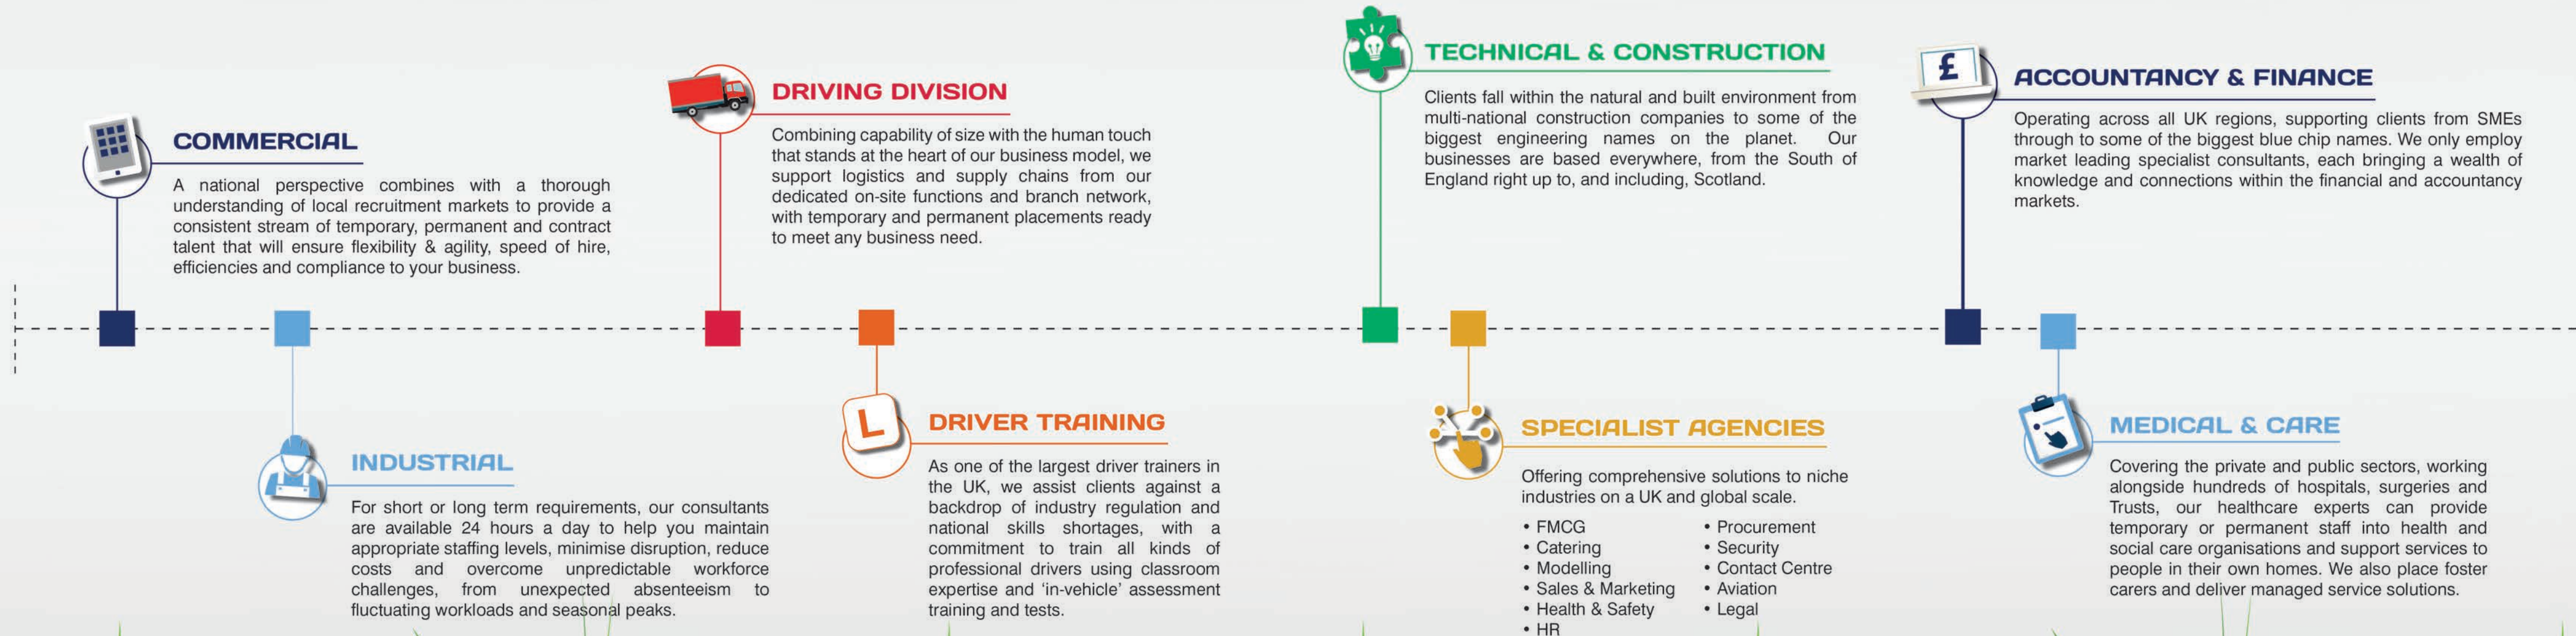 COMMERCIAL
A national perspective combines with a thorough
understanding of local recruitment markets to provide a
consistent stream of temporary, permanent and contract
talent that will ensure flexibility & agility, speed of hire,
efficiencies and compliance to your business.
INDUSTRIAL
For short or long term requirements, our consultants
are available 24 hours a day to help you maintain
appropriate staffing levels, minimise disruption, reduce
costs and overcome unpredictable workforce
challenges, from unexpected absenteeism to
fluctuating workloads and seasonal peaks.
DRIVING DIVISION
Combining capability of size with the human touch
that stands at the heart of our business model, we
support logistics and supply chains from our
dedicated on-site functions and branch network,
with temporary and permanent placements ready
to meet any business need.
L
DRIVER TRAINING
As one of the largest driver trainers in
the UK, we assist clients against a
backdrop of industry regulation and
national skills shortages, with a
commitment to train all kinds of
professional drivers using classroom
expertise and ‘in-vehicle’ assessment
training and tests.
TECHNICAL & CONSTRUCTION
Clients fall within the natural and built environment from
multi-national construction companies to some of the
biggest engineering names on the planet. Our
businesses are based everywhere, from the South of
England right up to, and including, Scotland.
SPECIALIST AGENCIES
Offering comprehensive solutions to niche
industries on a UK and global scale.
• FMCG
• Catering
• Modelling
• Sales & Marketing
• Health & Safety
• HR
• Procurement
• Security
• Contact Centre
• Aviation
• Legal
£
ACCOUNTANCY & FINANCE
Operating across all UK regions, supporting clients from SMEs
through to some of the biggest blue chip names. We only employ
market leading specialist consultants, each bringing a wealth of
knowledge and connections within the financial and accountancy
markets.
MEDICAL & CARE
Covering the private and public sectors, working
alongside hundreds of hospitals, surgeries and
Trusts, our healthcare experts can provide
temporary or permanent staff into health and
social care organisations and support services to
people in their own homes. We also place foster
carers and deliver managed service solutions.